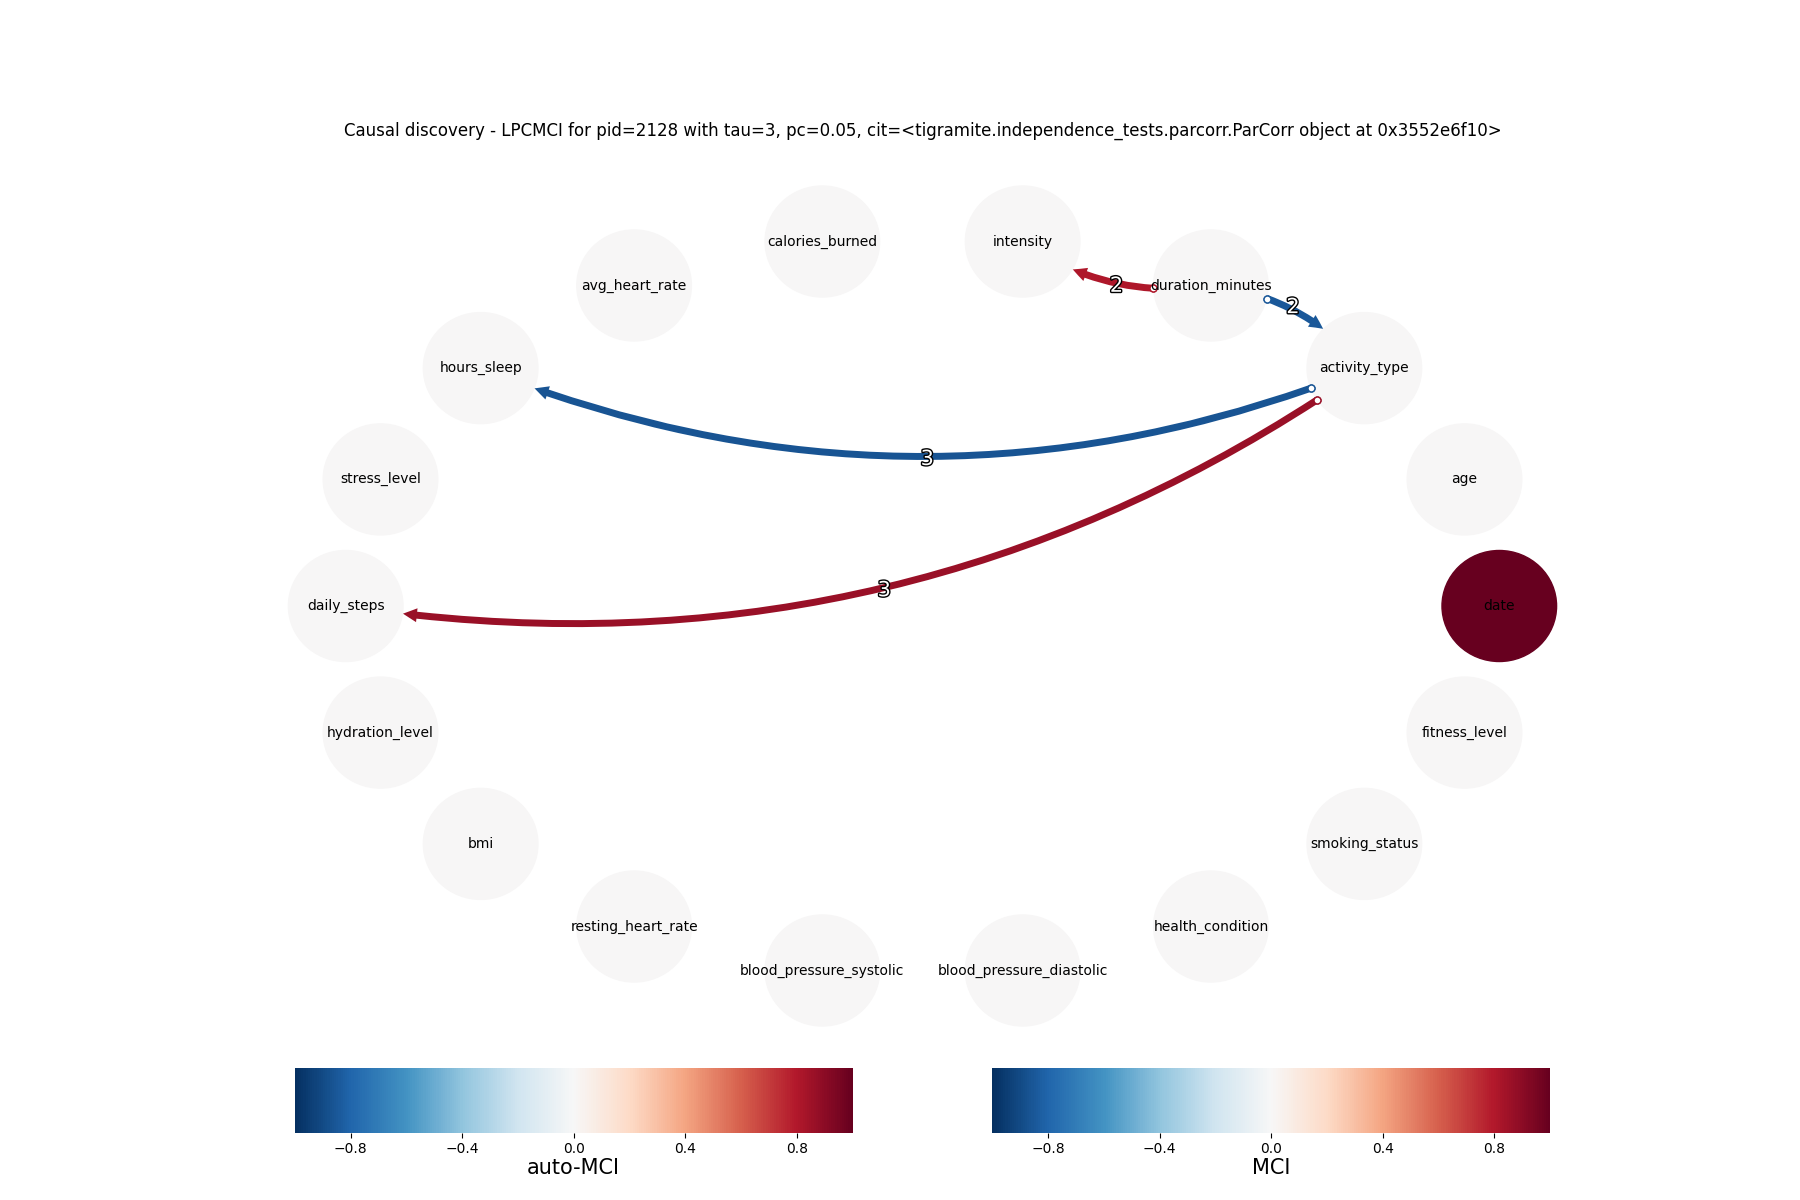 Causal discovery - LPCMCI for pid=2128 with tau=3, pc=0.05, cit=<tigramite.independence_tests.parcorr.ParCorr object at 0x3552e6f10>
calories_burned
intensity
avg_heart_rate
2
duration_minutes
2
hours_sleep
activity_type
3
stress_level
age
3
daily_steps
date
hydration_level
fitness_level
bmi
smoking_status
resting_heart_rate
health_condition
blood_pressure_systolic
blood_pressure_diastolic
−0.8 −0.4 0.0 0.4 0.8
auto-MCI
−0.8 −0.4 0.0 0.4 0.8
MCI